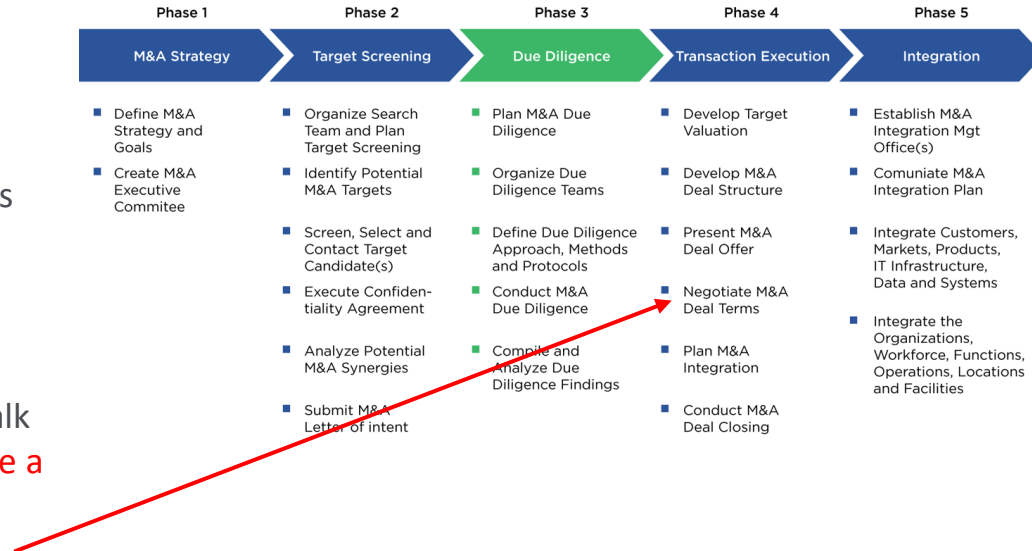 Phase 1
Phase 2
Phase 3
Phase 4
Phase 5
M&A Strategy
Target Screening
Due Diligence
Transaction Execution
Integration
Define M&A
Strategy and
Goals
Create M&A
Executive
Commitee
Organize Search
Team and Plan
Target Screening
Identify Potential
M&A Targets
Screen, Select and
Contact Target
Candidate(s)
Execute Confiden-
tiality Agreement
Analyze Potential
M&A Synergies
Submit M&A
Letter of intent
Plan M&A Due
Diligence
Organize Due
Diligence Teams
Define Due Diligence
Approach, Methods
and Protocols
Conduct M&A
Due Diligence
Compile and
Analyze Due
Diligence Findings
Develop Target
Valuation
Develop M&A
Deal Structure
Present M&A
Deal Offer
Negotiate M&A
Deal Terms
Plan M&A
Integration
Conduct M&A
Deal Closing
Establish M&A
Integration Mgt
Office(s)
Comuniate M&A
Integration Plan
Integrate Customers,
Markets, Products,
IT Infrastructure,
Data and Systems
Integrate the
Organizations,
Workforce, Functions,
Operations, Locations
and Facilities
a